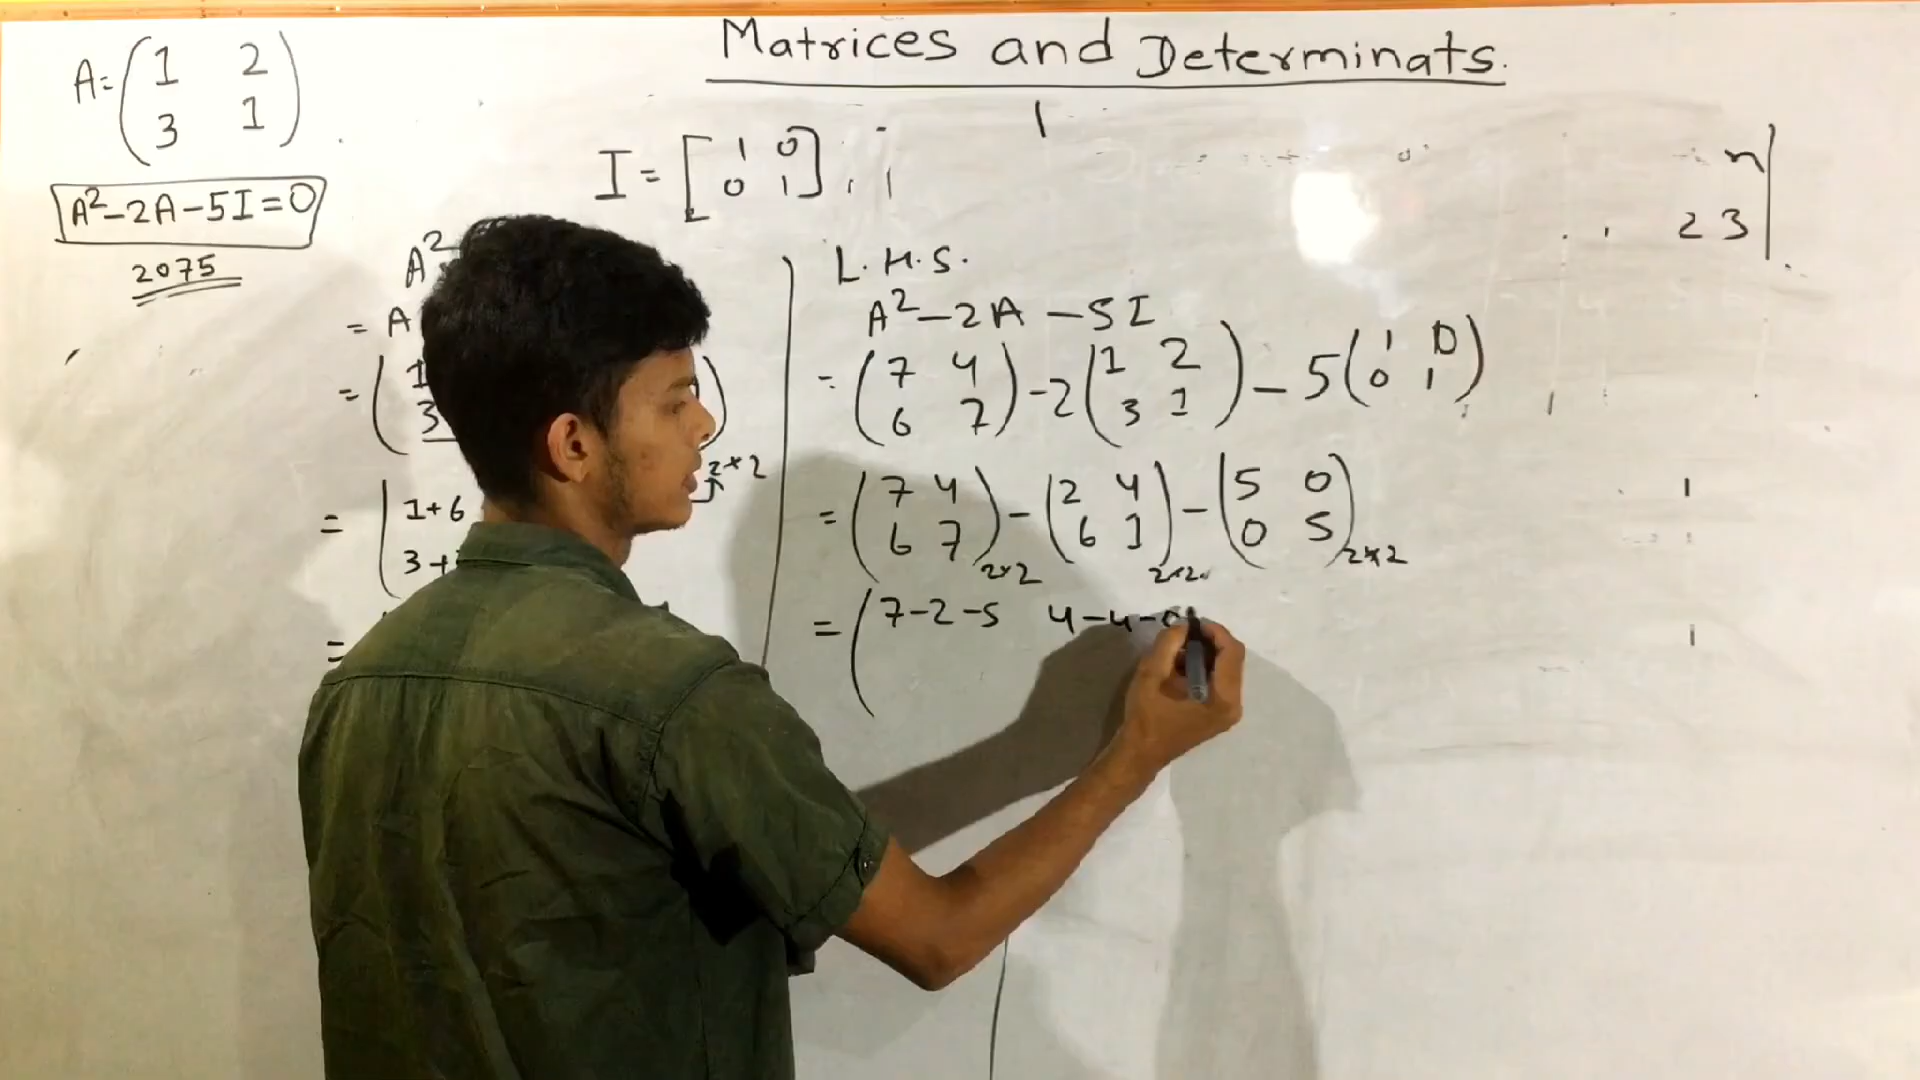 Matrices and Determinats.
A = ( 1 2
3 1 )
I = [ 1 0
0 1 ]
A²-2A-5I=0
2075
n
23
A²
= A
= ( 1
3 )
2×2
= ( 1+6
3+
=
L.H.S.
A²-2A-5I
= ( 7 4
6 7 ) -2 ( 1 2
3 1 ) - 5 ( 1 0
0 1 )
= ( 7 4
6 7 )2×2 - ( 2 4
6 1 )2×2 - ( 5 0
0 5 )2×2
= ( 7-2-5 4-4-0